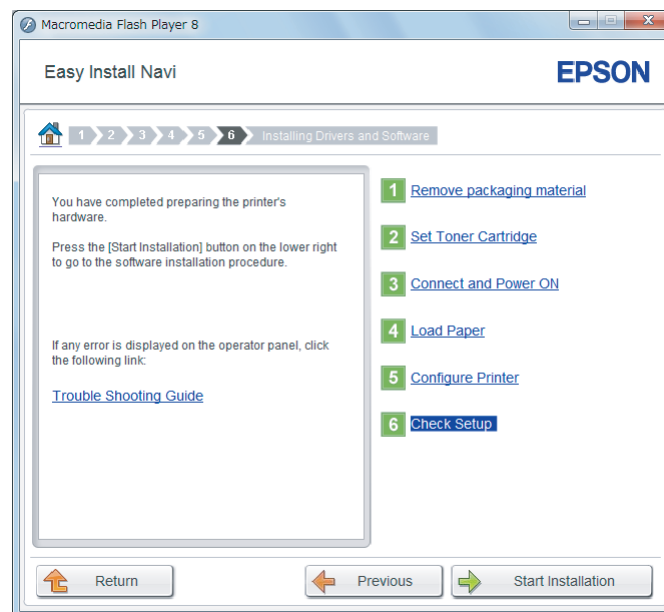 Macromedia Flash Player 8
Easy Install Navi
EPSON
1 2 3 4 5 6 Installing Drivers and Software
You have completed preparing the printer's
hardware.
Press the [Start Installation] button on the lower right
to go to the software installation procedure.
If any error is displayed on the operator panel, click
the following link:
Trouble Shooting Guide
1 Remove packaging material
2 Set Toner Cartridge
3 Connect and Power ON
4 Load Paper
5 Configure Printer
6 Check Setup
Return
Previous
Start Installation